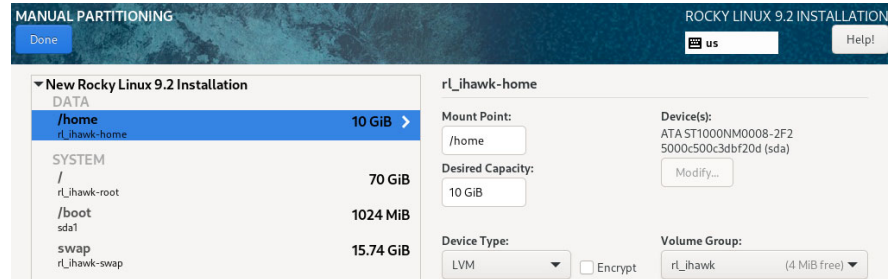 MANUAL PARTITIONING
ROCKY LINUX 9.2 INSTALLATION
Done
us
Help!
New Rocky Linux 9.2 Installation
DATA
/home
10 GiB
rl_ihawk-home
SYSTEM
/
70 GiB
rl_ihawk-root
/boot
1024 MiB
sda1
swap
15.74 GiB
rl_ihawk-swap
rl_ihawk-home
Mount Point:
/home
Desired Capacity:
10 GiB
Device(s):
ATA ST1000NM0008-2F2
5000c500c3dbf20d (sda)
Modify...
Device Type:
LVM
Encrypt
Volume Group:
rl_ihawk
(4 MiB free)